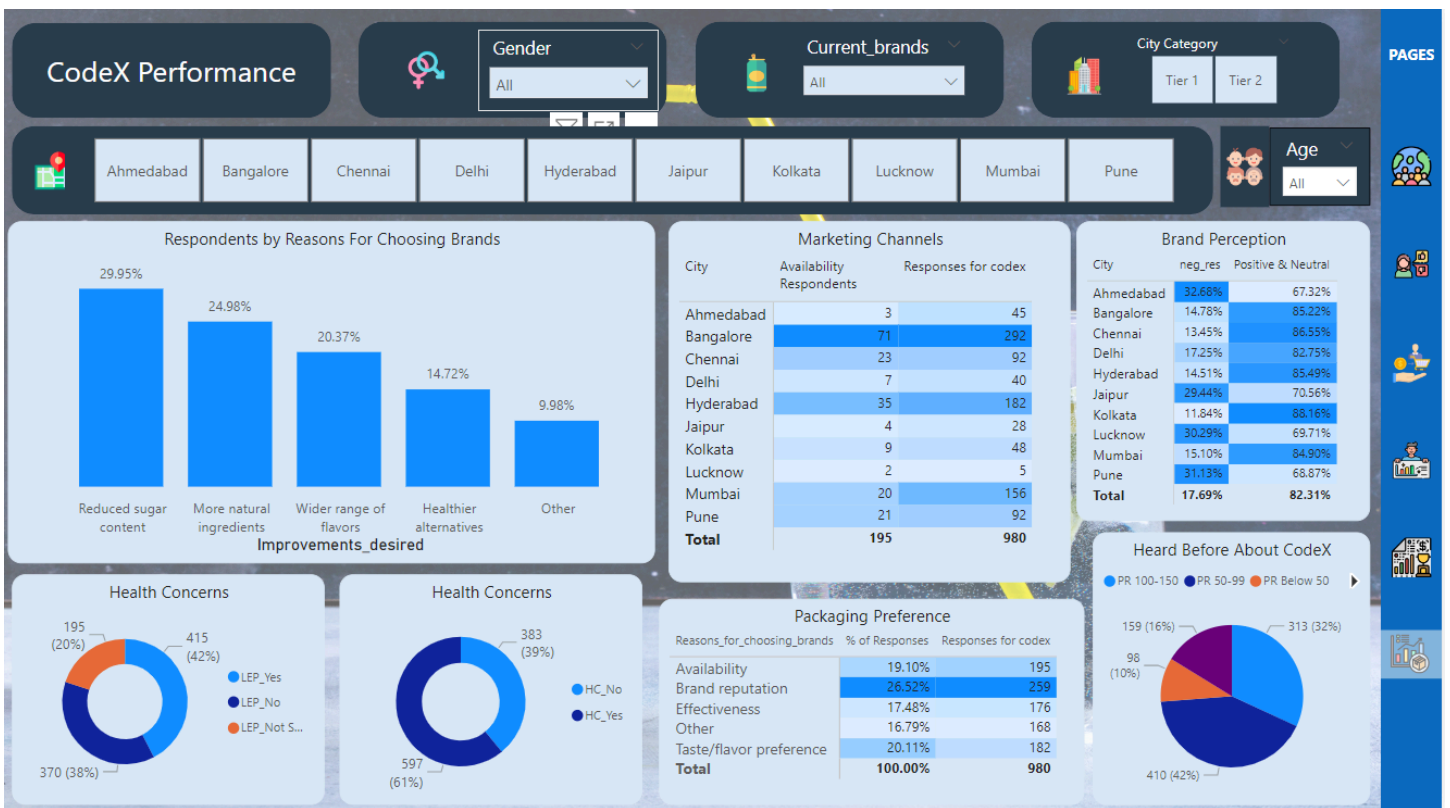 CodeX Performance
Gender
All
Current_brands
All
City Category
Tier 1
Tier 2
PAGES
Ahmedabad
Bangalore
Chennai
Delhi
Hyderabad
Jaipur
Kolkata
Lucknow
Mumbai
Pune
Age
All
Respondents by Reasons For Choosing Brands
29.95%
24.98%
20.37%
14.72%
9.98%
Reduced sugar content
More natural ingredients
Wider range of flavors
Healthier alternatives
Other
Improvements_desired
Marketing Channels
City Availability Respondents Responses for codex
Ahmedabad 3 45
Bangalore 71 292
Chennai 23 92
Delhi 7 40
Hyderabad 35 182
Jaipur 4 28
Kolkata 9 48
Lucknow 2 5
Mumbai 20 156
Pune 21 92
Total 195 980
Brand Perception
City neg_res Positive & Neutral
Ahmedabad 32.68% 67.32%
Bangalore 14.78% 85.22%
Chennai 13.45% 86.55%
Delhi 17.25% 82.75%
Hyderabad 14.51% 85.49%
Jaipur 29.44% 70.56%
Kolkata 11.84% 88.16%
Lucknow 30.29% 69.71%
Mumbai 15.10% 84.90%
Pune 31.13% 68.87%
Total 17.69% 82.31%
Health Concerns
195 (20%)
415 (42%)
370 (38%)
LEP_Yes
LEP_No
LEP_Not S...
Health Concerns
383 (39%)
597 (61%)
HC_No
HC_Yes
Packaging Preference
Reasons_for_choosing_brands % of Responses Responses for codex
Availability 19.10% 195
Brand reputation 26.52% 259
Effectiveness 17.48% 176
Other 16.79% 168
Taste/flavor preference 20.11% 182
Total 100.00% 980
Heard Before About CodeX
PR 100-150 PR 50-99 PR Below 50
159 (16%)
313 (32%)
98 (10%)
410 (42%)